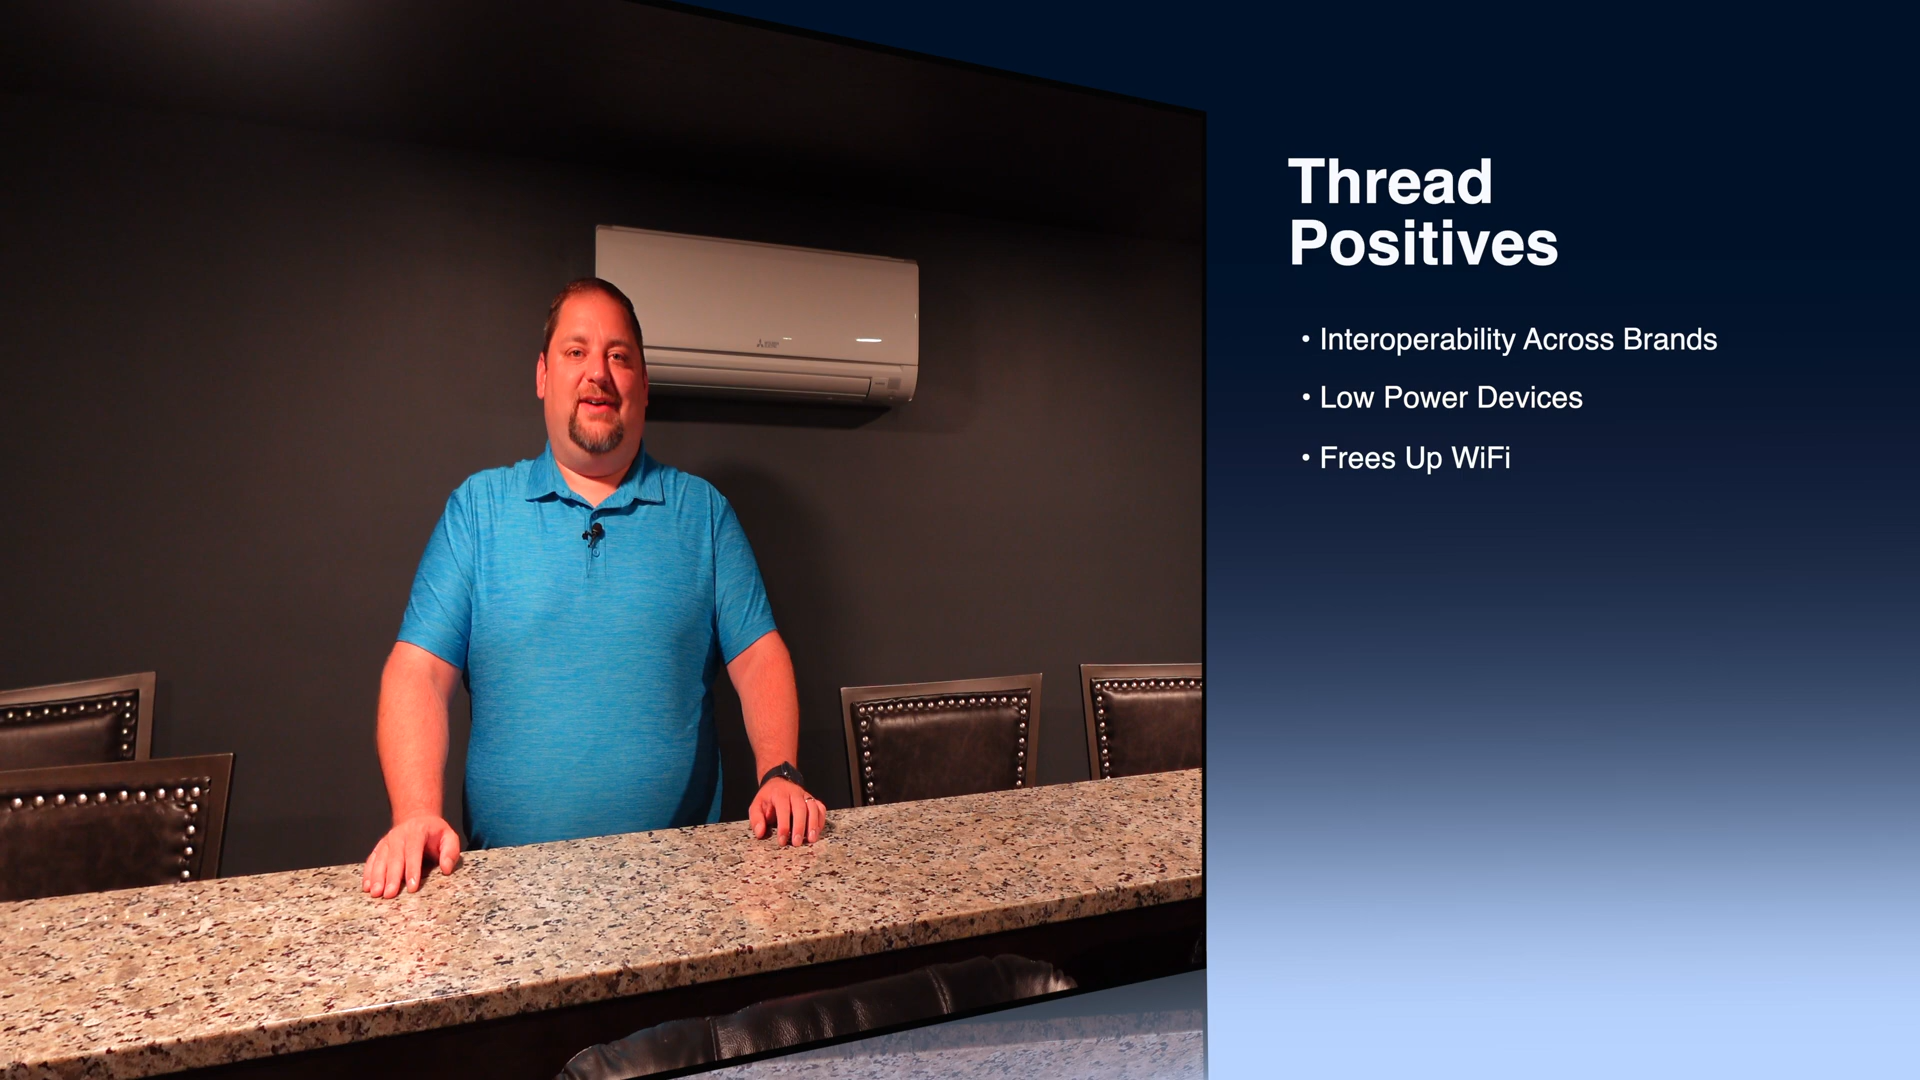 Thread
Positives
• Interoperability Across Brands
• Low Power Devices
• Frees Up WiFi